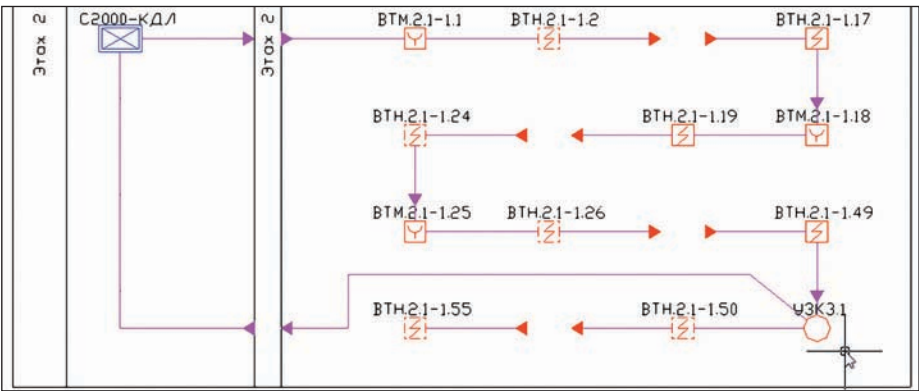 Этаж 2
С2000-КДЛ
Этаж 2
ВТМ.2.1-1.1
ВТН.2.1-1.2
ВТН.2.1-1.17
ВТН.2.1-1.24
ВТН.2.1-1.19
ВТМ.2.1-1.18
ВТМ.2.1-1.25
ВТН.2.1-1.26
ВТН.2.1-1.49
ВТН.2.1-1.55
ВТН.2.1-1.50
УЗК3.1